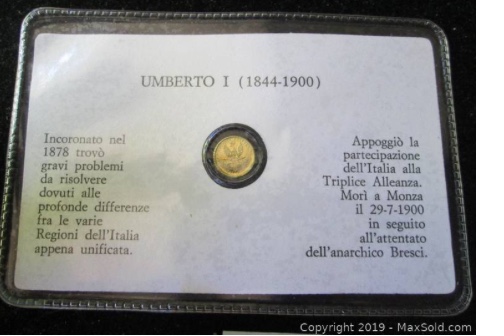 UMBERTO I (1844-1900)
Incoronato nel
1878 trovò
gravi problemi
da risolvere
dovuti alle
profonde differenze
fra le varie
Regioni dell'Italia
appena unificata.
Appoggiò la
partecipazione
dell'Italia alla
Triplice Alleanza.
Morì a Monza
il 29-7-1900
in seguito
all'attentato
dell'anarchico Bresci.
Copyright 2019 - MaxSold.com